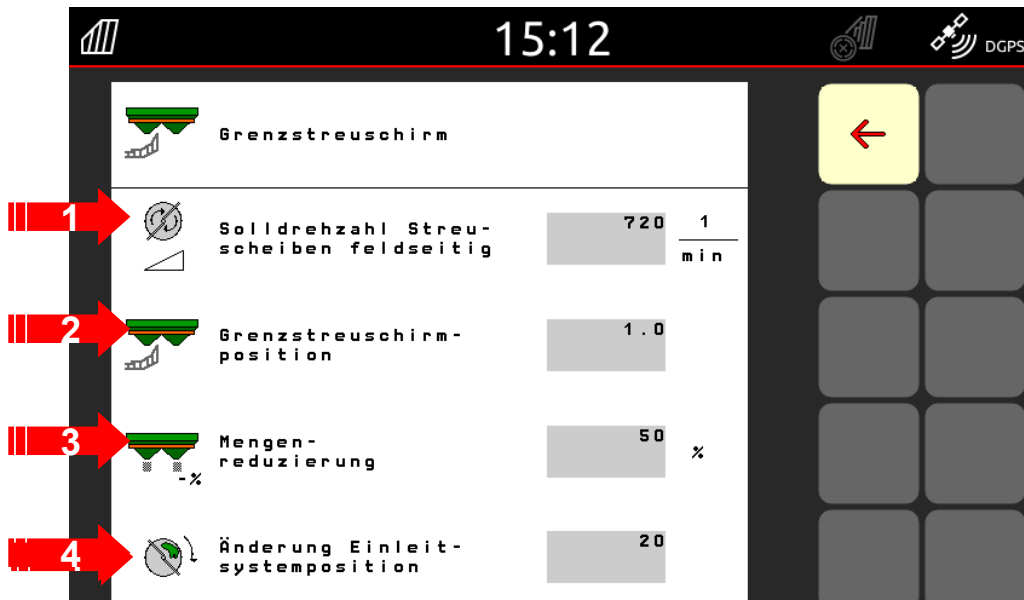 15:12
DGPS
Grenzstreuschirm
1
Solldrehzahl Streu-
scheiben feldseitig
720
1
min
2
Grenzstreuschirm-
position
1.0
3
-%
Mengen-
reduzierung
50
%
4
Änderung Einleit-
systemposition
20